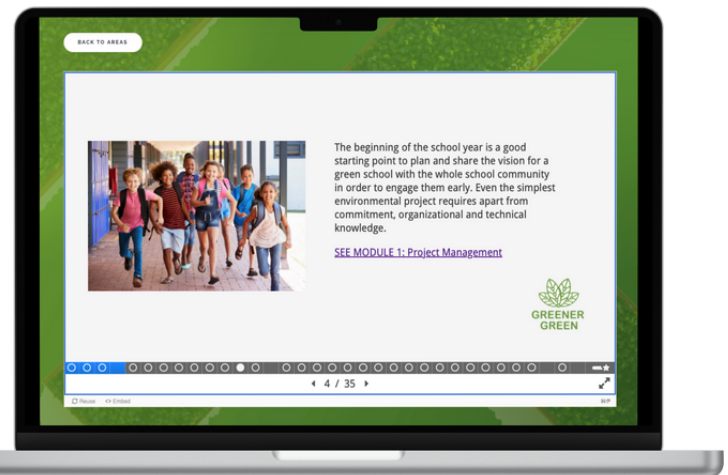 BACK TO AREAS
The beginning of the school year is a good
starting point to plan and share the vision for a
green school with the whole school community
in order to engage them early. Even the simplest
environmental project requires apart from
commitment, organizational and technical
knowledge.
SEE MODULE 1: Project Management
GREENER
GREEN
4 / 35
Reuse <> Embed
H5P